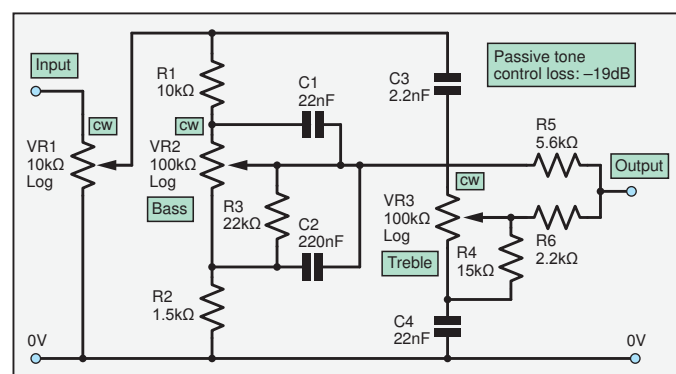 Input
VR1
10kΩ
Log
CW
R1
10kΩ
C1
22nF
CW
VR2
100kΩ
Log
Bass
R3
22kΩ
C2
220nF
R2
1.5kΩ
C3
2.2nF
Passive tone
control loss: –19dB
R5
5.6kΩ
Output
CW
VR3
100kΩ
Log
Treble
R4
15kΩ
R6
2.2kΩ
C4
22nF
0V
0V